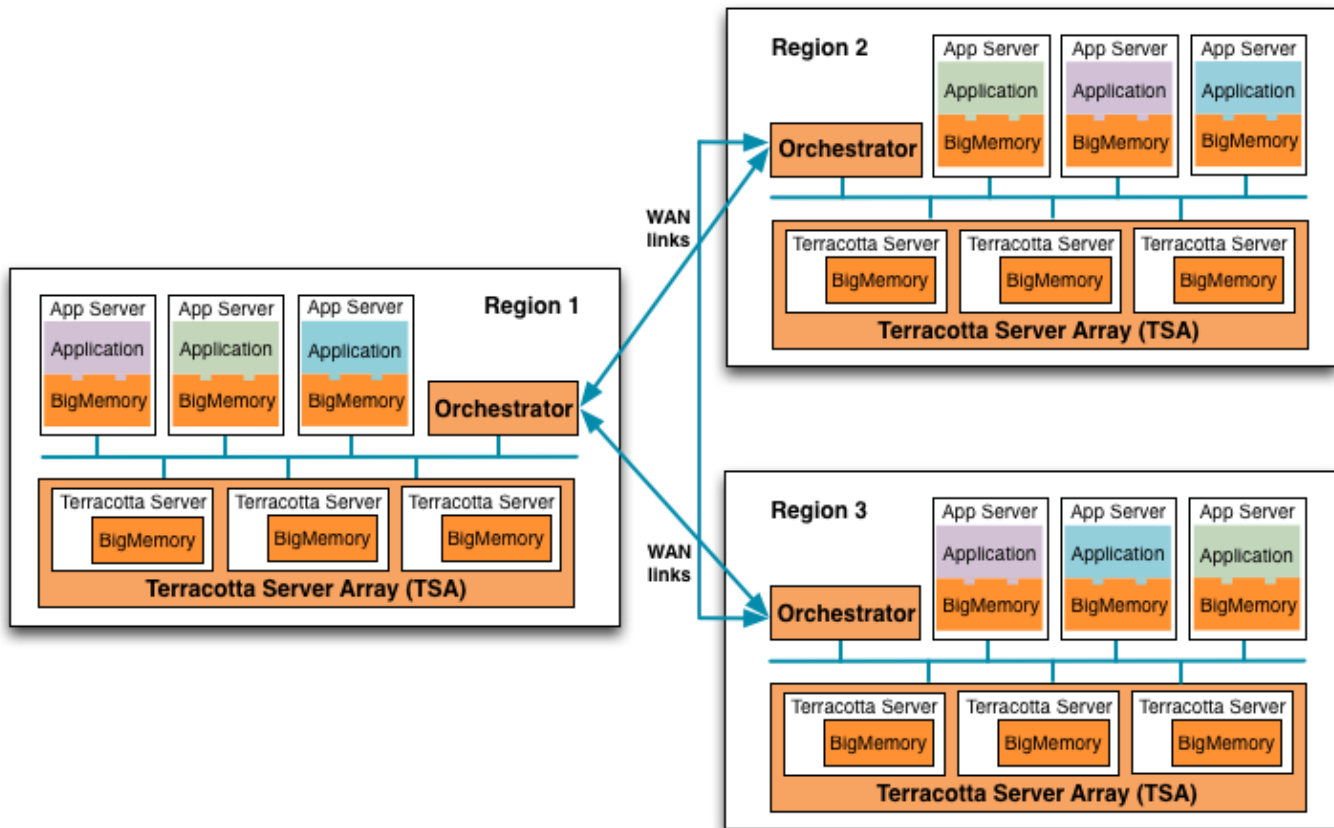 Region 2
App Server
App Server
App Server
Application
Application
Application
BigMemory
BigMemory
BigMemory
Orchestrator
Terracotta Server
Terracotta Server
Terracotta Server
BigMemory
BigMemory
BigMemory
Terracotta Server Array (TSA)
WAN
links
Region 1
App Server
App Server
App Server
Application
Application
Application
BigMemory
BigMemory
BigMemory
Orchestrator
Terracotta Server
Terracotta Server
Terracotta Server
BigMemory
BigMemory
BigMemory
Terracotta Server Array (TSA)
WAN
links
Region 3
App Server
App Server
App Server
Application
Application
Application
BigMemory
BigMemory
BigMemory
Orchestrator
Terracotta Server
Terracotta Server
Terracotta Server
BigMemory
BigMemory
BigMemory
Terracotta Server Array (TSA)